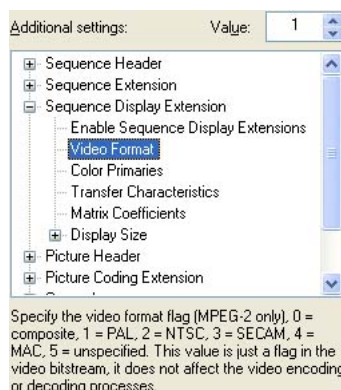 Additional settings: Value: 1
Sequence Header
Sequence Extension
Sequence Display Extension
Enable Sequence Display Extensions
Video Format
Color Primaries
Transfer Characteristics
Matrix Coefficients
Display Size
Picture Header
Picture Coding Extension
Specify the video format flag (MPEG-2 only), 0 =
composite, 1 = PAL, 2 = NTSC, 3 = SECAM, 4 =
MAC, 5 = unspecified. This value is just a flag in the
video bitstream, it does not affect the video encoding
or decoding processes.